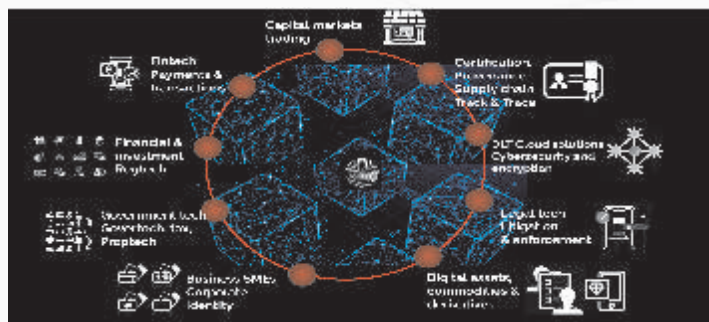 Capital markets
trading
Fintech
Payments &
transactions
Certification
Provenance
Supply chain
Track & Trace
Financial &
investment
Regtech
DLT Cloud solutions
Cybersecurity and
encryption
Government tech
Govertech
Proptech
Legal tech
Litigation
& enforcement
Business SMEs
Corporate
Identity
Digital assets,
commodities &
derivatives